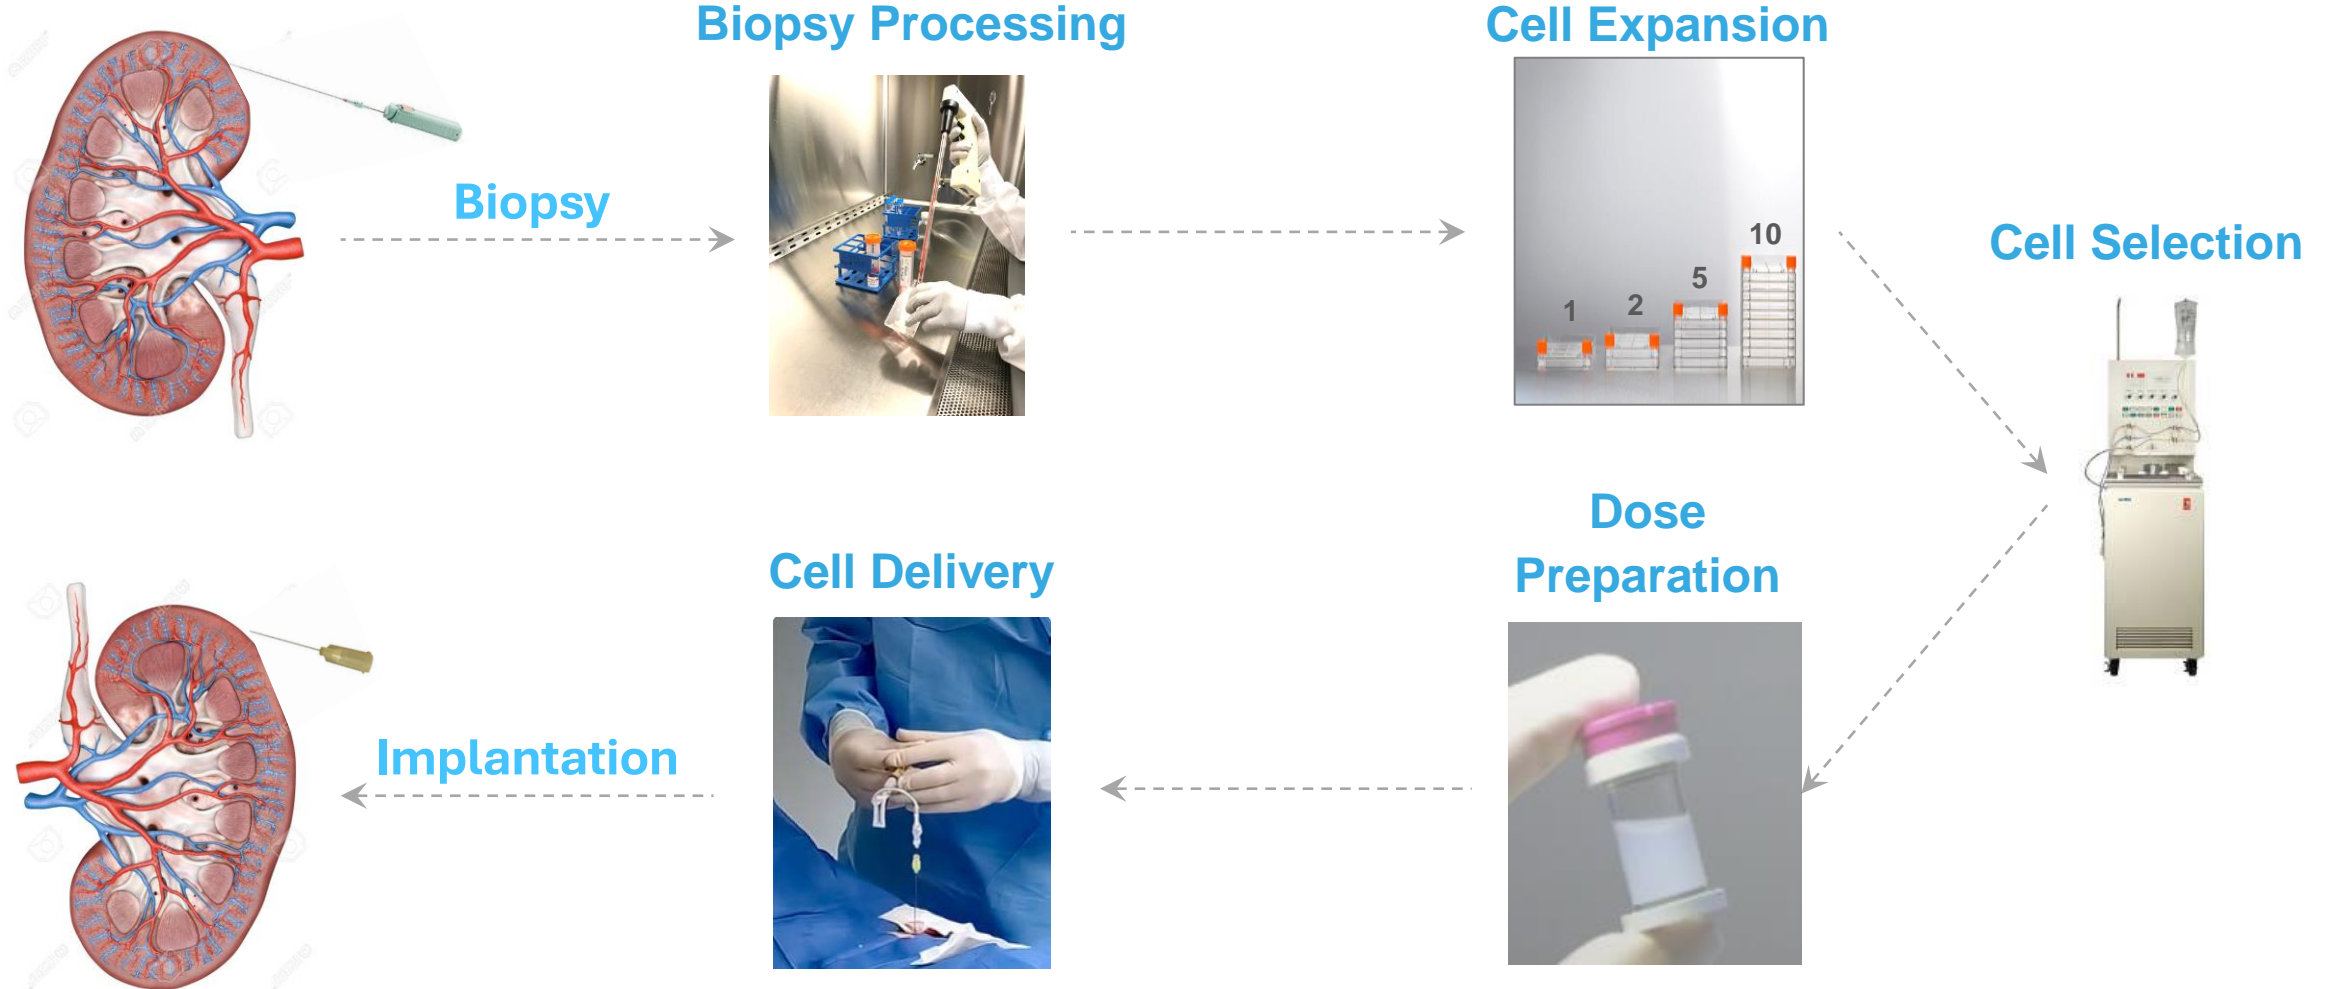 Biopsy Processing
Cell Expansion
Biopsy
10
5
2
1
Cell Selection
Dose
Preparation
Cell Delivery
Implantation